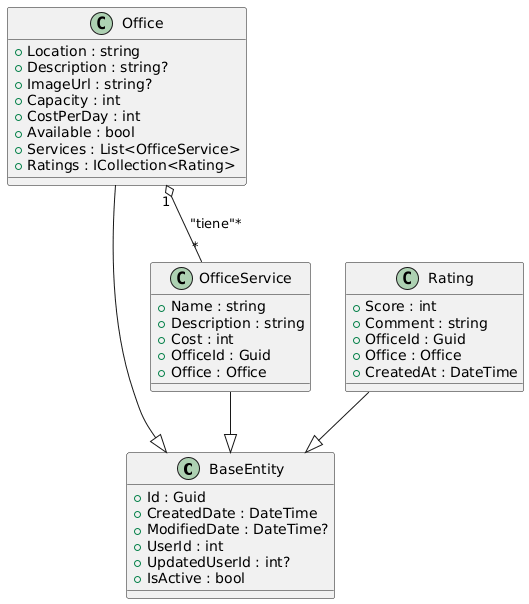 C Office
Location : string
Description : string?
ImageUrl : string?
Capacity : int
CostPerDay : int
Available : bool
Services : List<OfficeService>
Ratings : ICollection<Rating>
1
"tiene"*
*
C OfficeService
Name : string
Description : string
Cost : int
OfficeId : Guid
Office : Office
C Rating
Score : int
Comment : string
OfficeId : Guid
Office : Office
CreatedAt : DateTime
C BaseEntity
Id : Guid
CreatedDate : DateTime
ModifiedDate : DateTime?
UserId : int
UpdatedUserId : int?
IsActive : bool